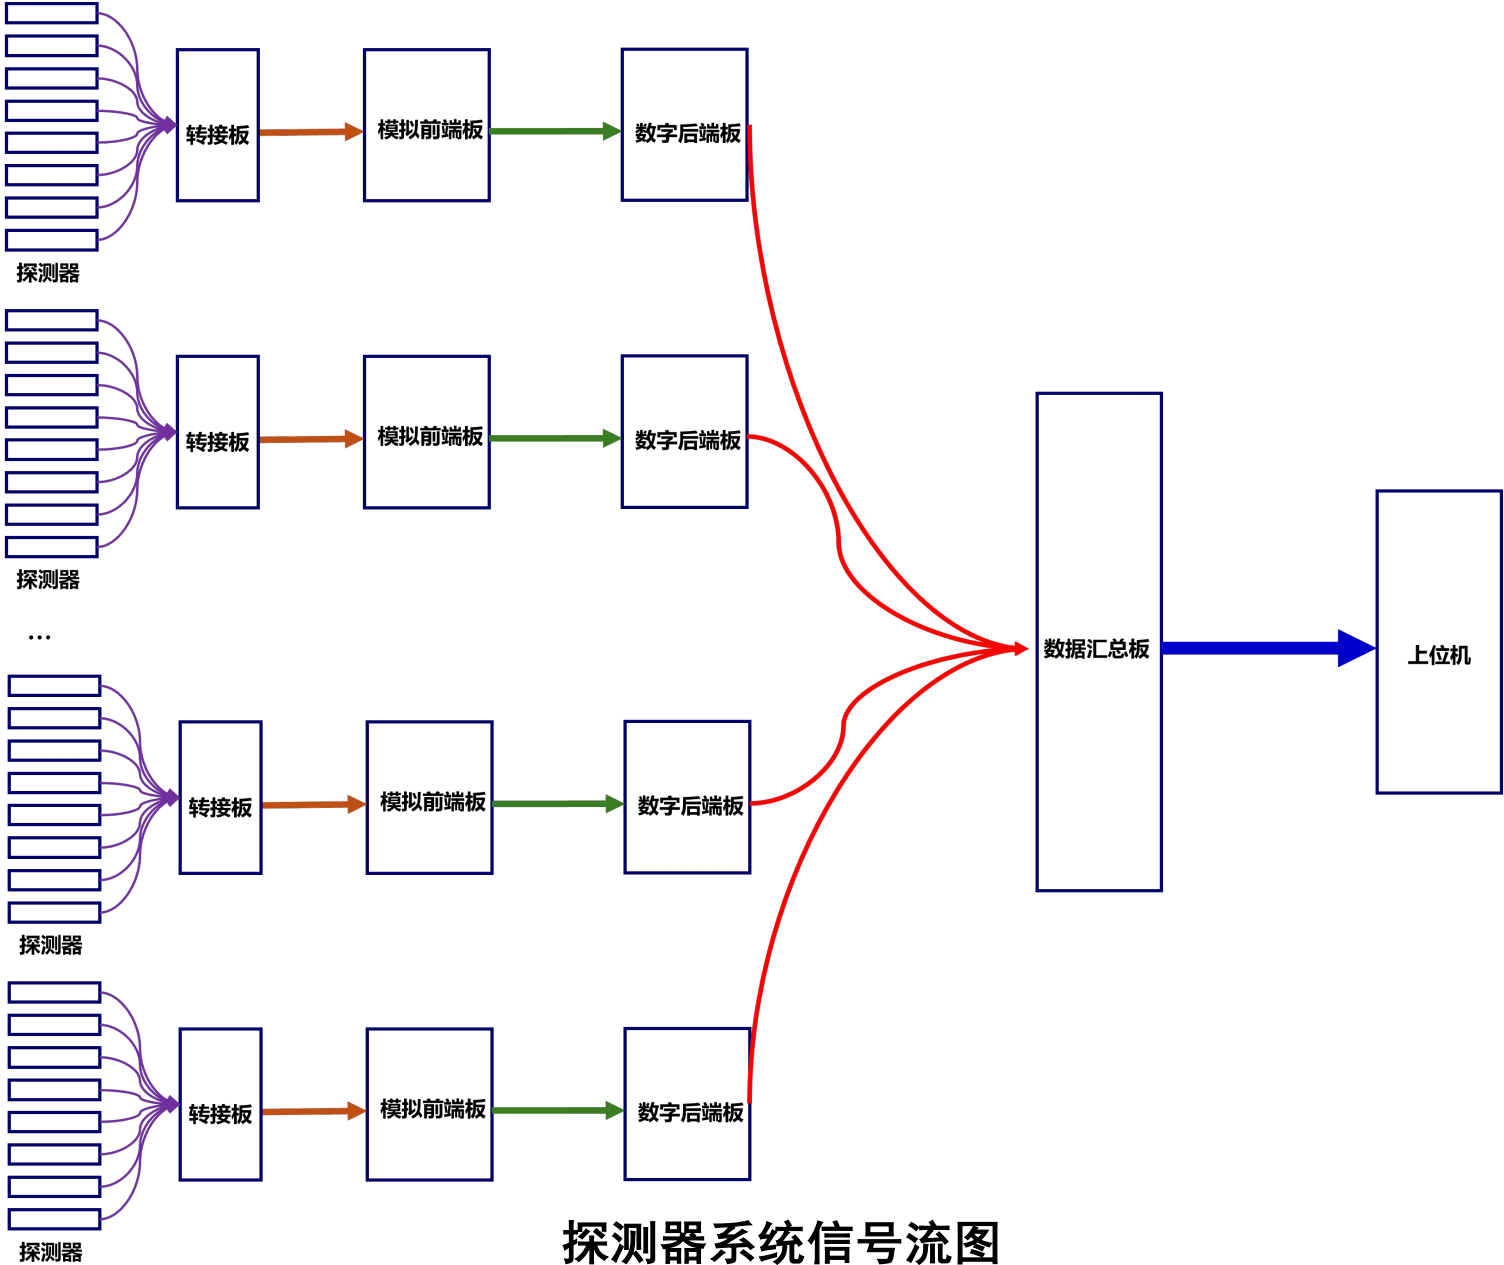 转接板
模拟前端板
数字后端板
探测器
转接板
模拟前端板
数字后端板
探测器
...
数据汇总板
上位机
转接板
模拟前端板
数字后端板
探测器
转接板
模拟前端板
数字后端板
探测器
探测器系统信号流图